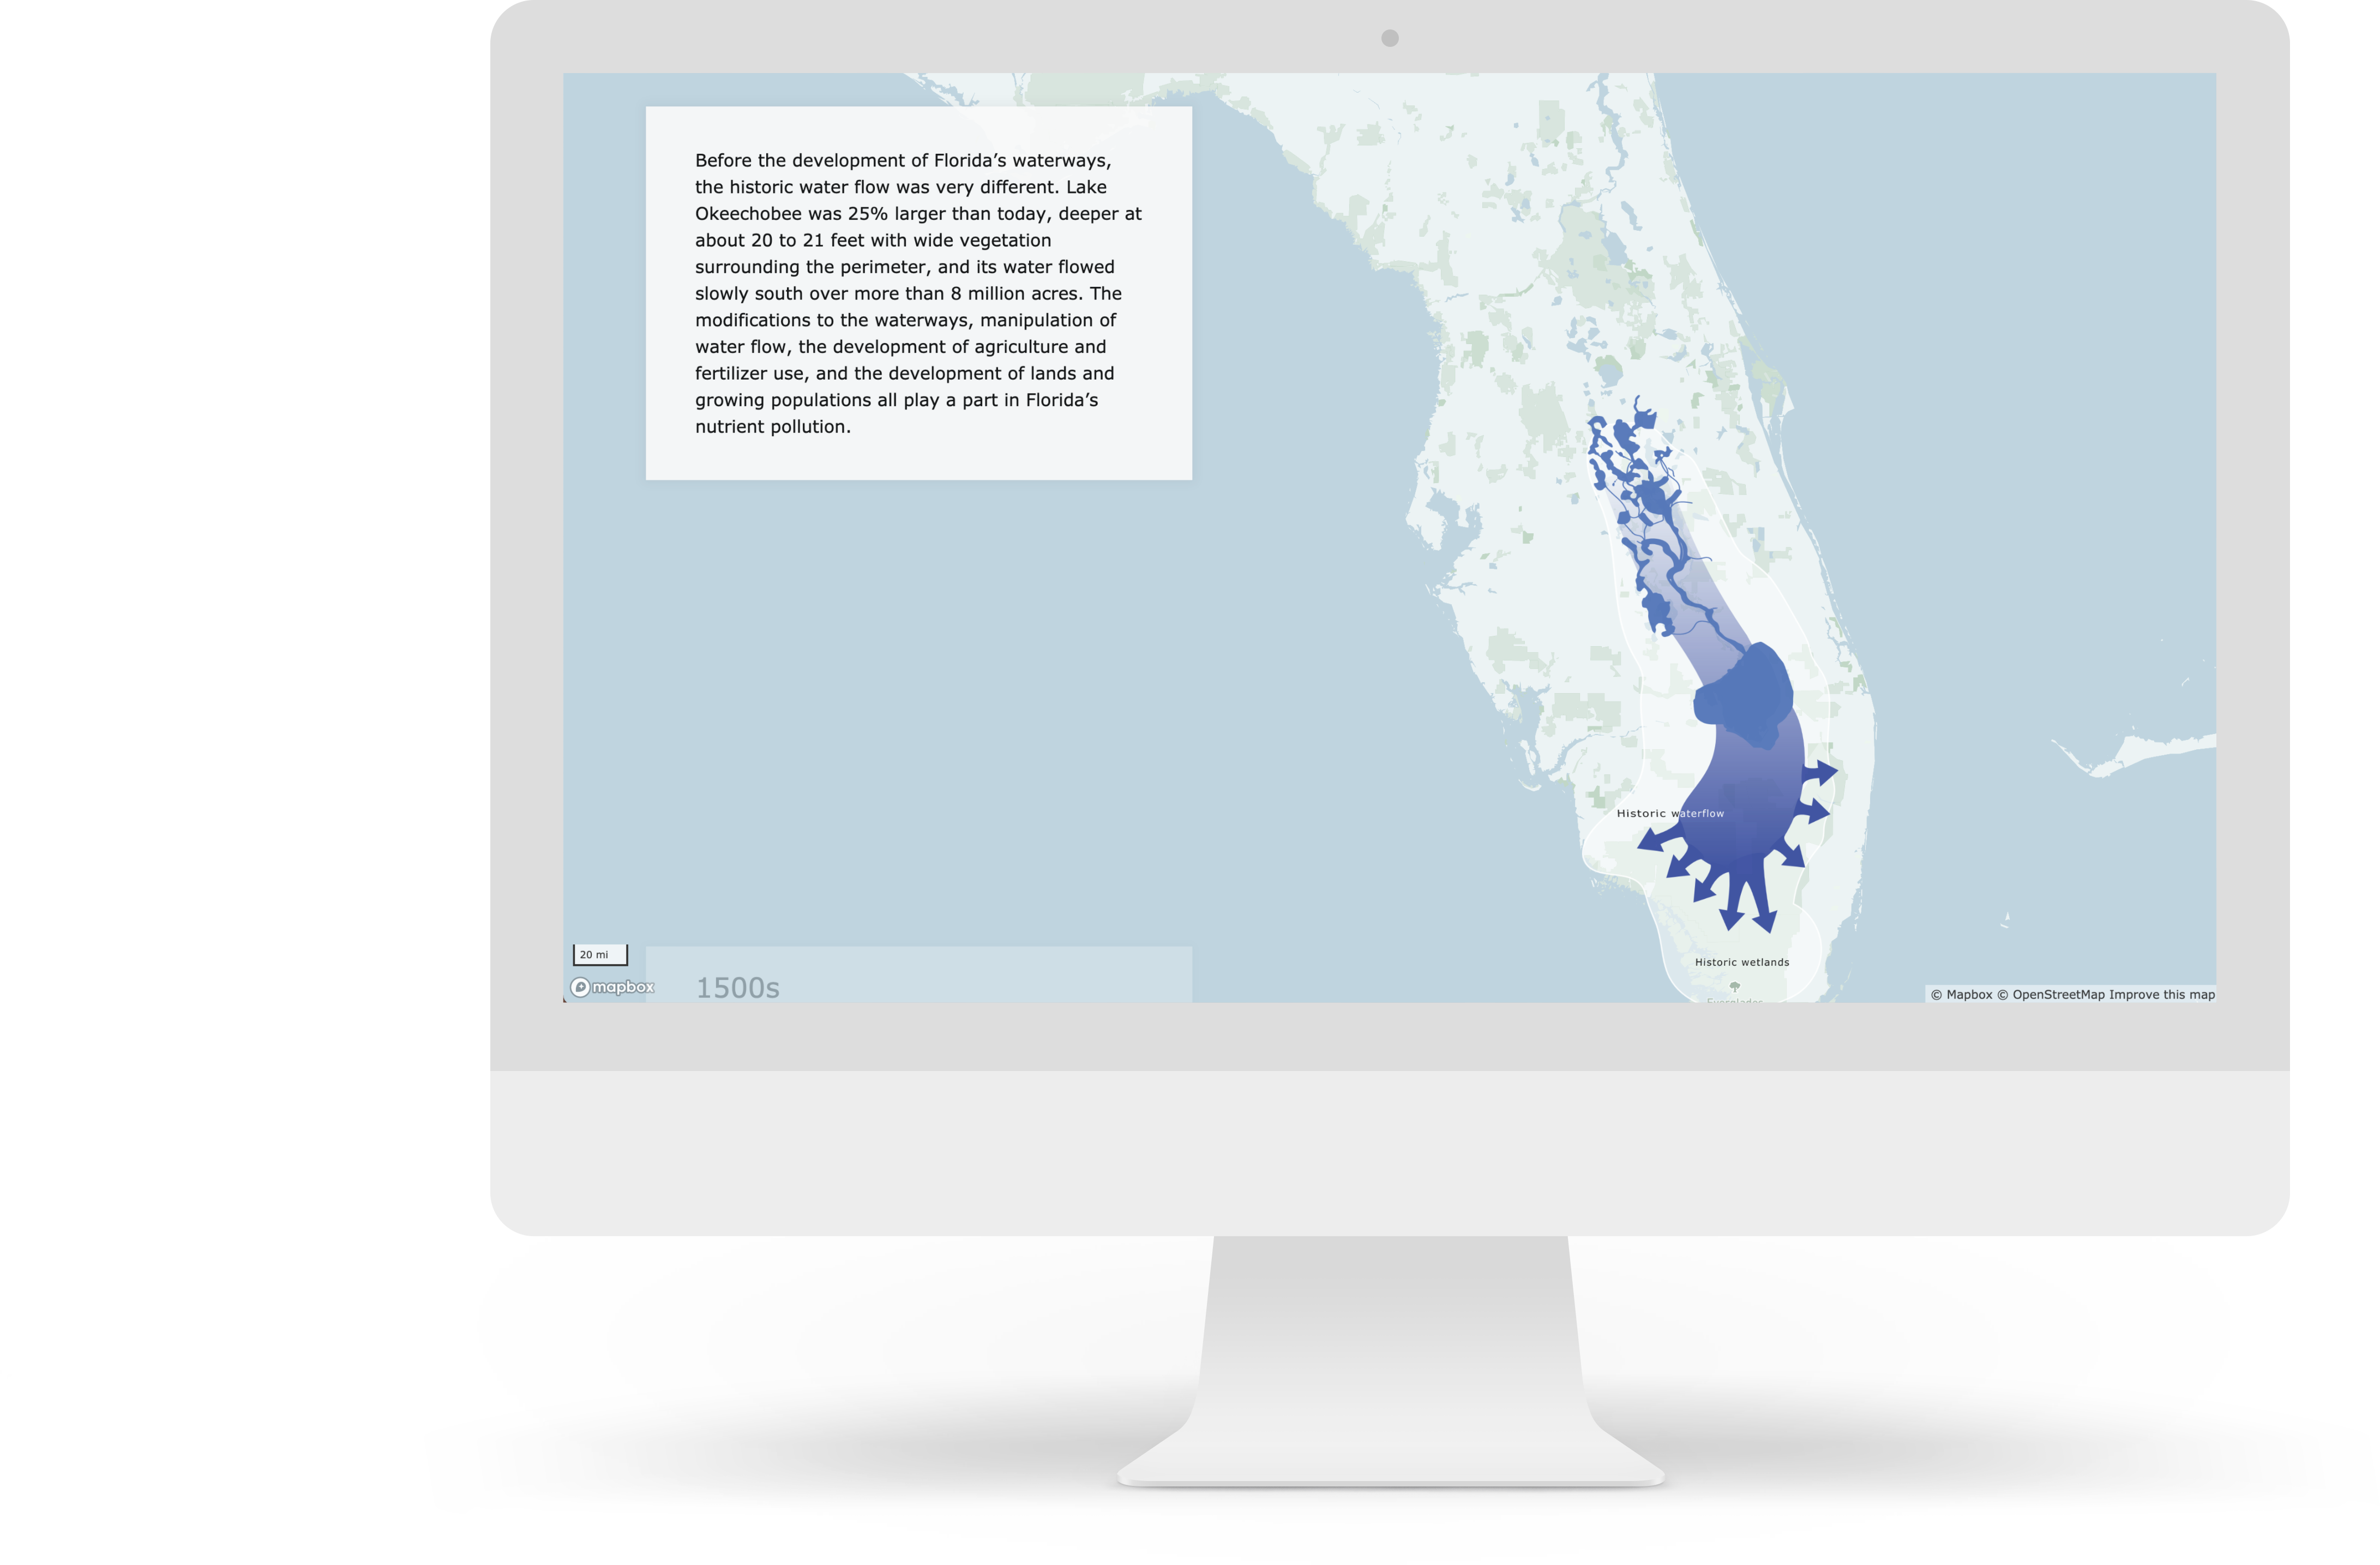 Before the development of Florida’s waterways,
the historic water flow was very different. Lake
Okeechobee was 25% larger than today, deeper at
about 20 to 21 feet with wide vegetation
surrounding the perimeter, and its water flowed
slowly south over more than 8 million acres. The
modifications to the waterways, manipulation of
water flow, the development of agriculture and
fertilizer use, and the development of lands and
growing populations all play a part in Florida’s
nutrient pollution.
Historic waterflow
Historic wetlands
Everglades
20 mi
mapbox
1500s
© Mapbox © OpenStreetMap Improve this map